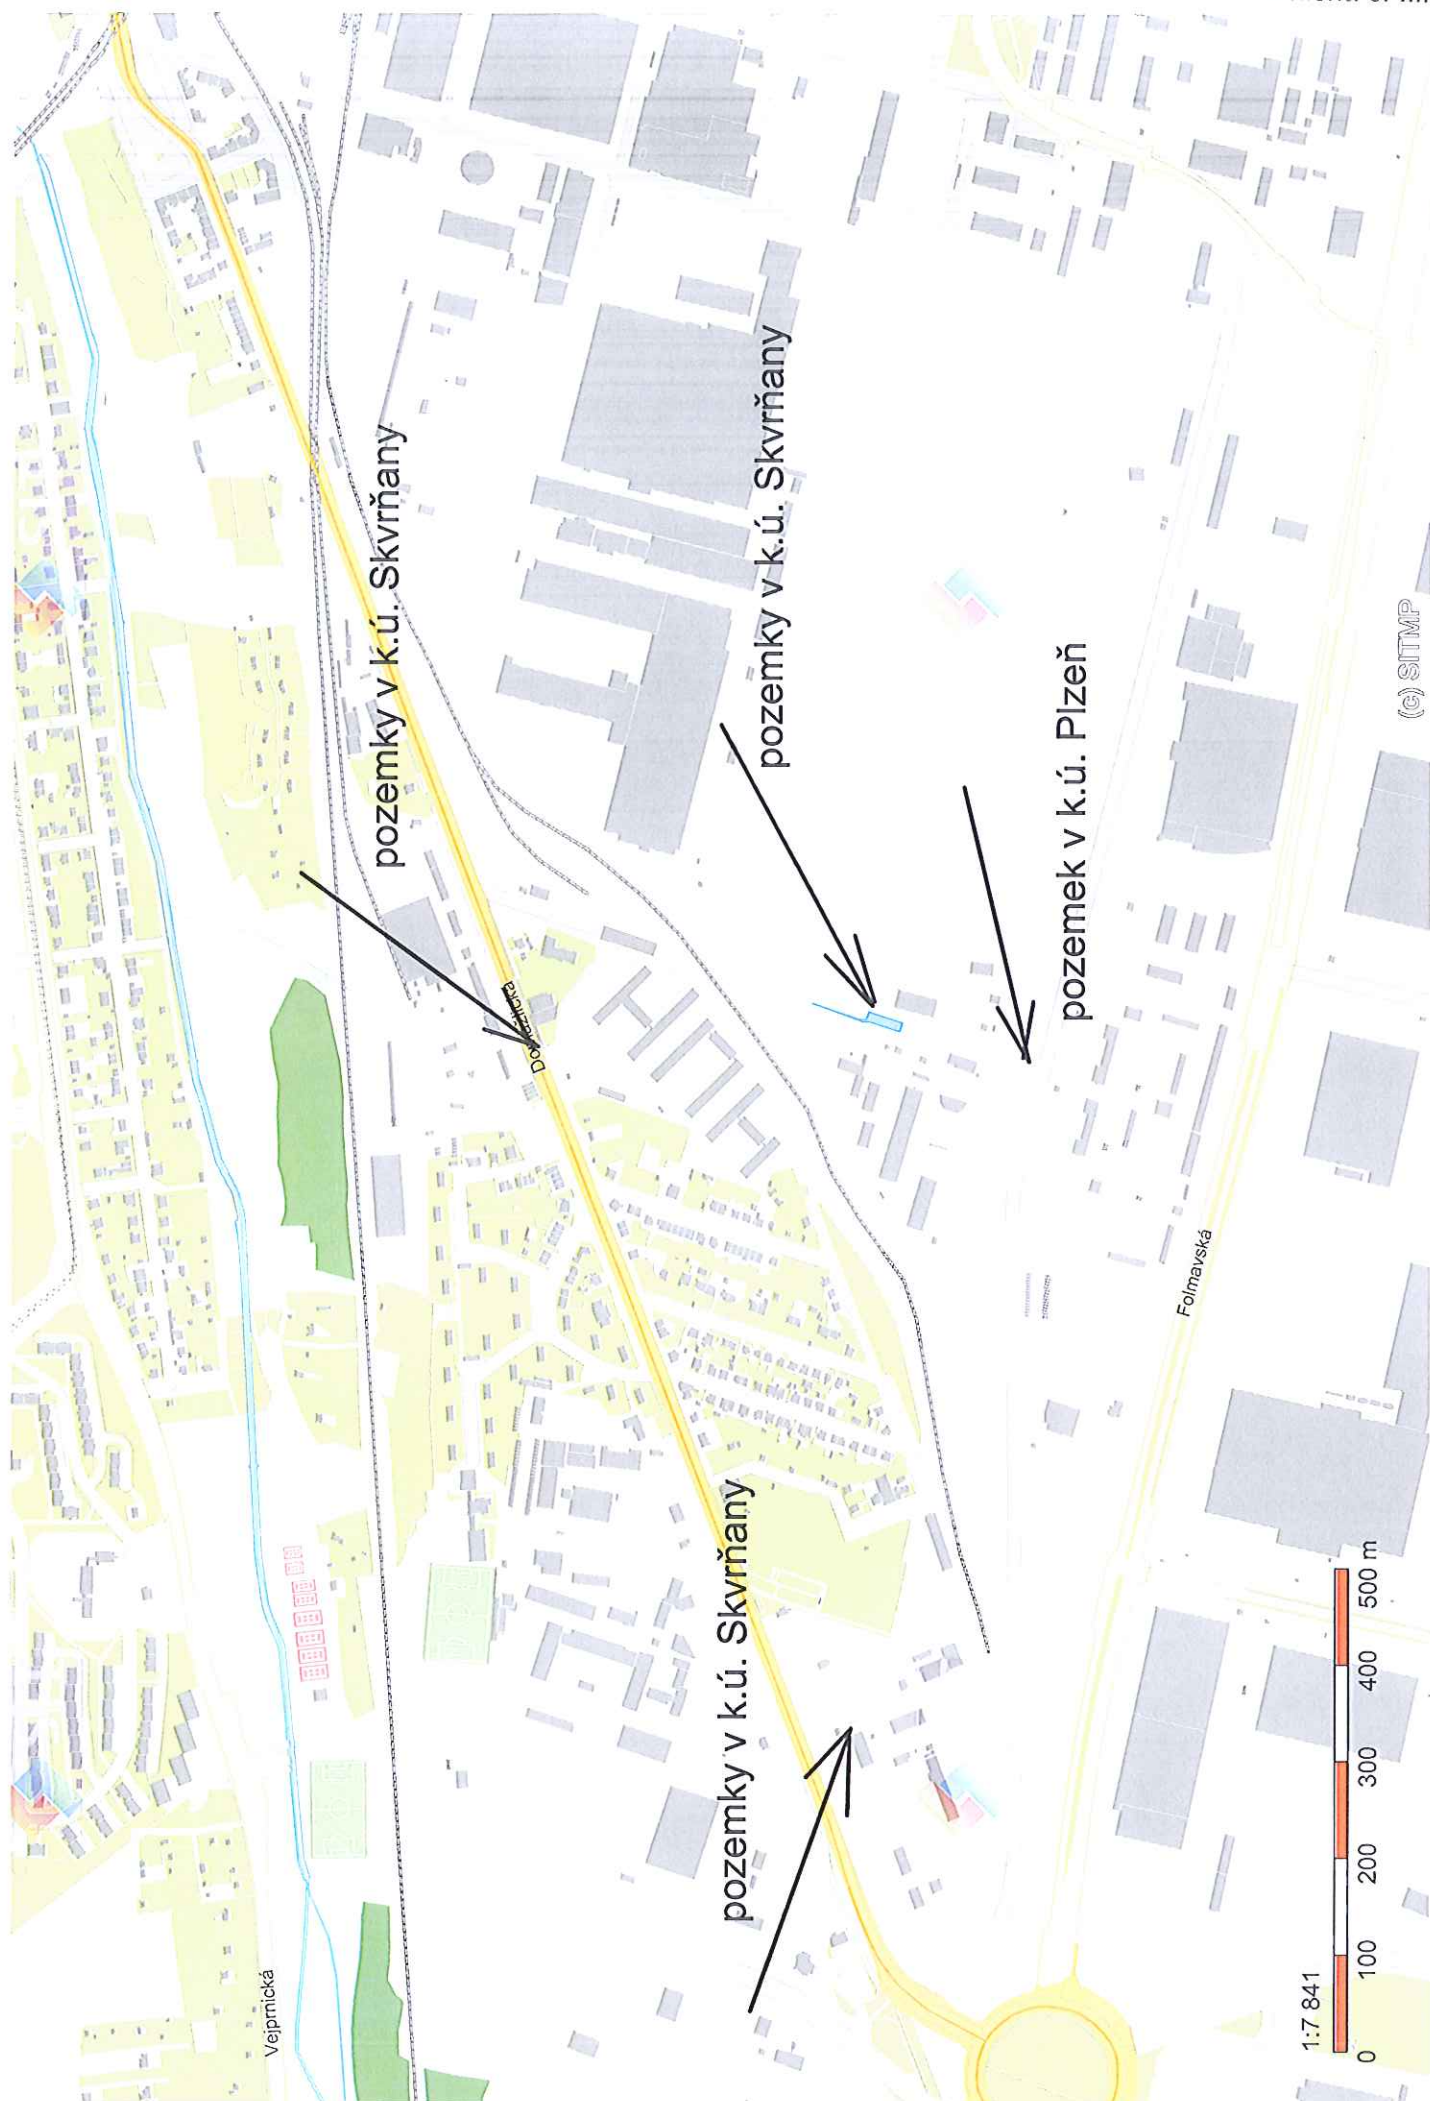 pozemky v k.ú. Skvrňany
pozemky v k.ú. Skvrňany
pozemek v k.ú. Plzeň
pozemky v k.ú. Skvrňany
Vejprnická
Folmavská
1:7 841
0 100 200 300 400 500 m
(c) SITMP